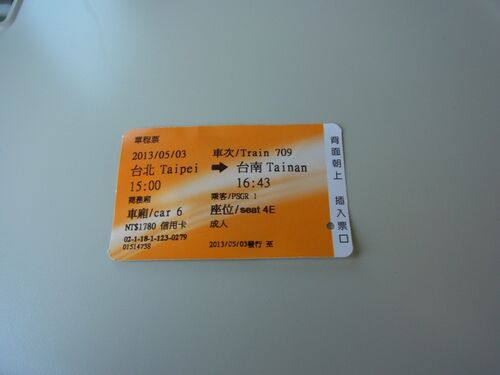 車程票
2013/05/03 車次/Train 709
台北 Taipei → 台南 Tainan
15:00 16:43
商務廂 乘客/PSGR 1
車廂/car 6 座位/seat 4E
NT$1780 信用卡 成人
02-1-18-1-123-0279
01514738 2013/05/03發行 至
背面朝上 插入票口